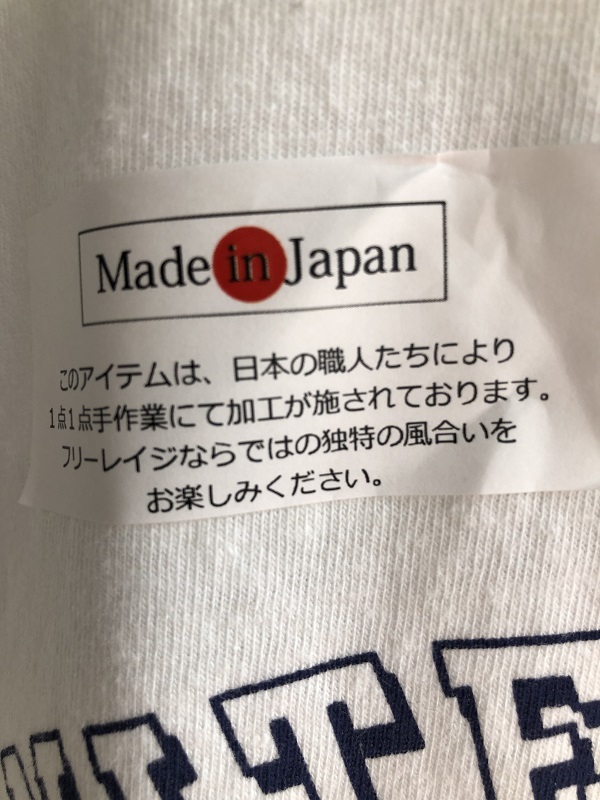 Made in Japan
このアイテムは、日本の職人たちにより
1点1点手作業にて加工が施されております。
フリーレイジならではの独特の風合いを
お楽しみください。
ITE